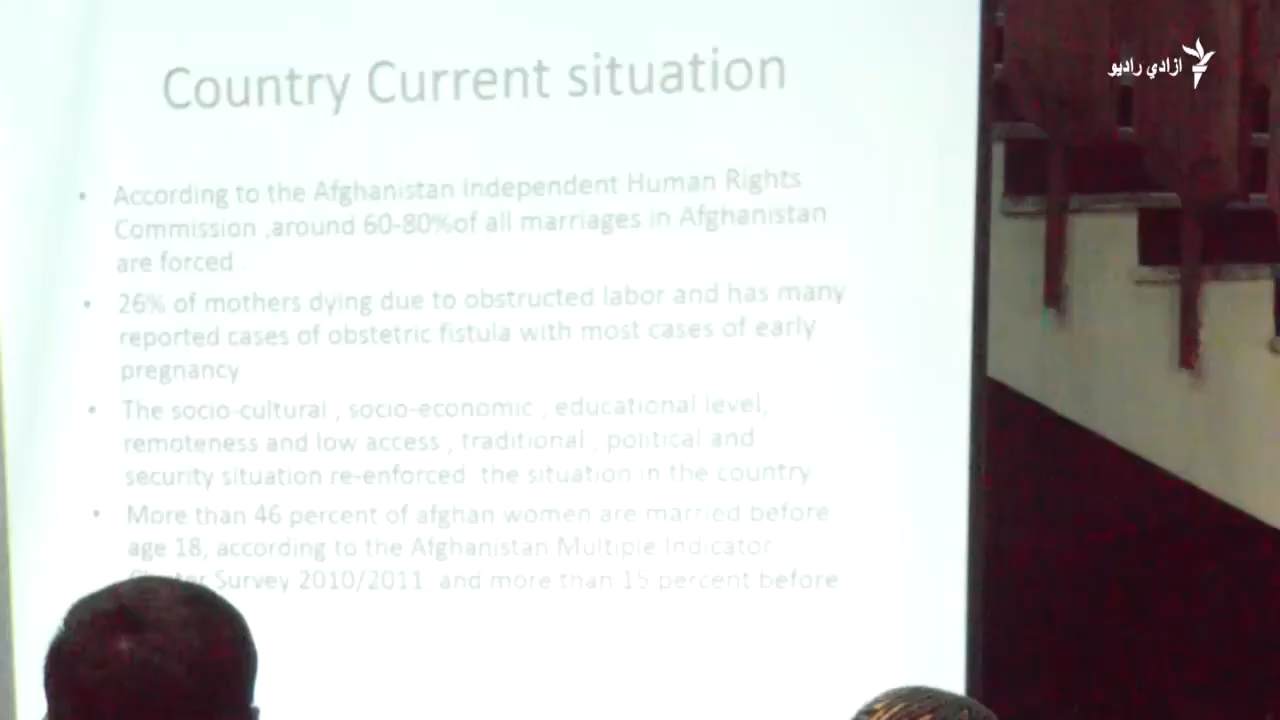 ازادي راديو
Country Current situation
• According to the Afghanistan Independent Human Rights
Commission ,around 60-80%of all marriages in Afghanistan
are forced
• 26% of mothers dying due to obstructed labor and has many
reported cases of obstetric fistula with most cases of early
pregnancy
• The socio-cultural , socio-economic , educational level,
remoteness and low access , traditional , political and
security situation re-enforced the situation in the country
• More than 46 percent of afghan women are married before
age 18, according to the Afghanistan Multiple Indicator
Survey 2010/2011 and more than 15 percent before